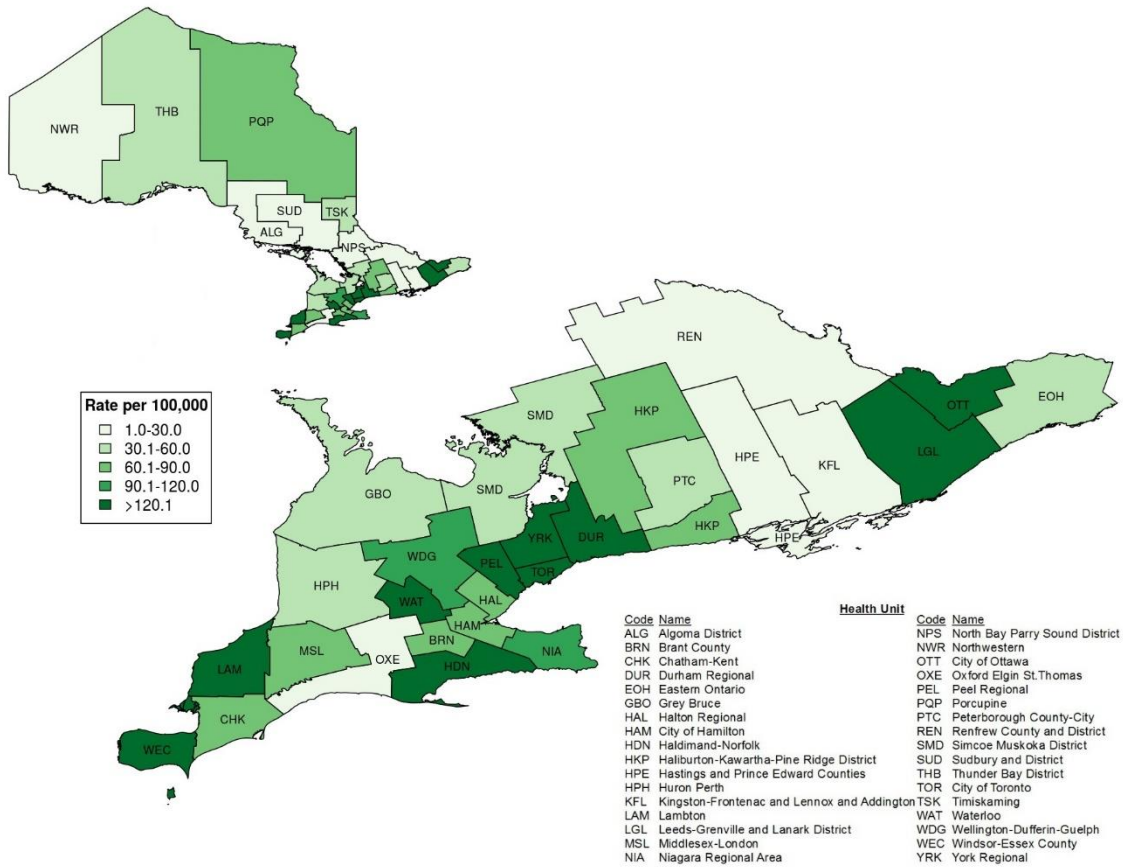 NWR
THB
PQP
SUD
TSK
ALG
NPS
REN
Rate per 100,000
1.0-30.0
30.1-60.0
60.1-90.0
90.1-120.0
>120.1
SMD
HKP
OTT
EOH
HPE
KFL
LGL
PTC
GBO
SMD
HKP
HPE
YRK
DUR
WDG
PEL
TOR
HPH
WAT
HAL
HAM
BRN
MSL
OXE
NIA
LAM
HDN
CHK
WEC
Health Unit
Code Name
ALG Algoma District
BRN Brant County
CHK Chatham-Kent
DUR Durham Regional
EOH Eastern Ontario
GBO Grey Bruce
HAL Halton Regional
HAM City of Hamilton
HDN Haldimand-Norfolk
HKP Haliburton-Kawartha-Pine Ridge District
HPE Hastings and Prince Edward Counties
HPH Huron Perth
KFL Kingston-Frontenac and Lennox and Addington
LAM Lambton
LGL Leeds-Grenville and Lanark District
MSL Middlesex-London
NIA Niagara Regional Area
Code Name
NPS North Bay Parry Sound District
NWR Northwestern
OTT City of Ottawa
OXE Oxford Elgin St.Thomas
PEL Peel Regional
PQP Porcupine
PTC Peterborough County-City
REN Renfrew County and District
SMD Simcoe Muskoka District
SUD Sudbury and District
THB Thunder Bay District
TOR City of Toronto
TSK Timiskaming
WAT Waterloo
WDG Wellington-Dufferin-Guelph
WEC Windsor-Essex County
YRK York Regional